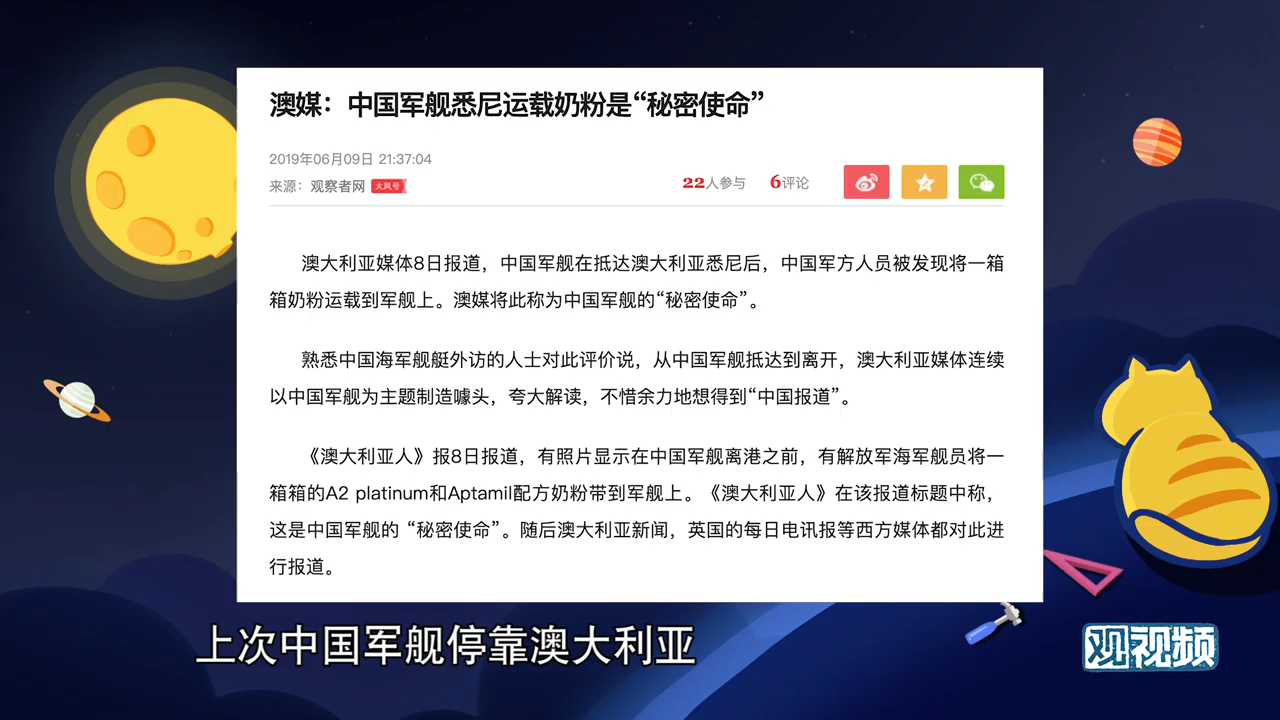 澳媒：中国军舰悉尼运载奶粉是“秘密使命”
2019年06月09日 21:37:04
来源：观察者网 大风号
22人参与 6评论
澳大利亚媒体8日报道，中国军舰在抵达澳大利亚悉尼后，中国军方人员被发现将一箱
箱奶粉运载到军舰上。澳媒将此称为中国军舰的“秘密使命”。
熟悉中国海军舰艇外访的人士对此评价说，从中国军舰抵达到离开，澳大利亚媒体连续
以中国军舰为主题制造噱头，夸大解读，不惜余力地想得到“中国报道”。
《澳大利亚人》报8日报道，有照片显示在中国军舰离港之前，有解放军海军舰员将一
箱箱的A2 platinum和Aptamil配方奶粉带到军舰上。《澳大利亚人》在该报道标题中称，
这是中国军舰的 “秘密使命”。随后澳大利亚新闻，英国的每日电讯报等西方媒体都对此进
行报道。
上次中国军舰停靠澳大利亚
观视频